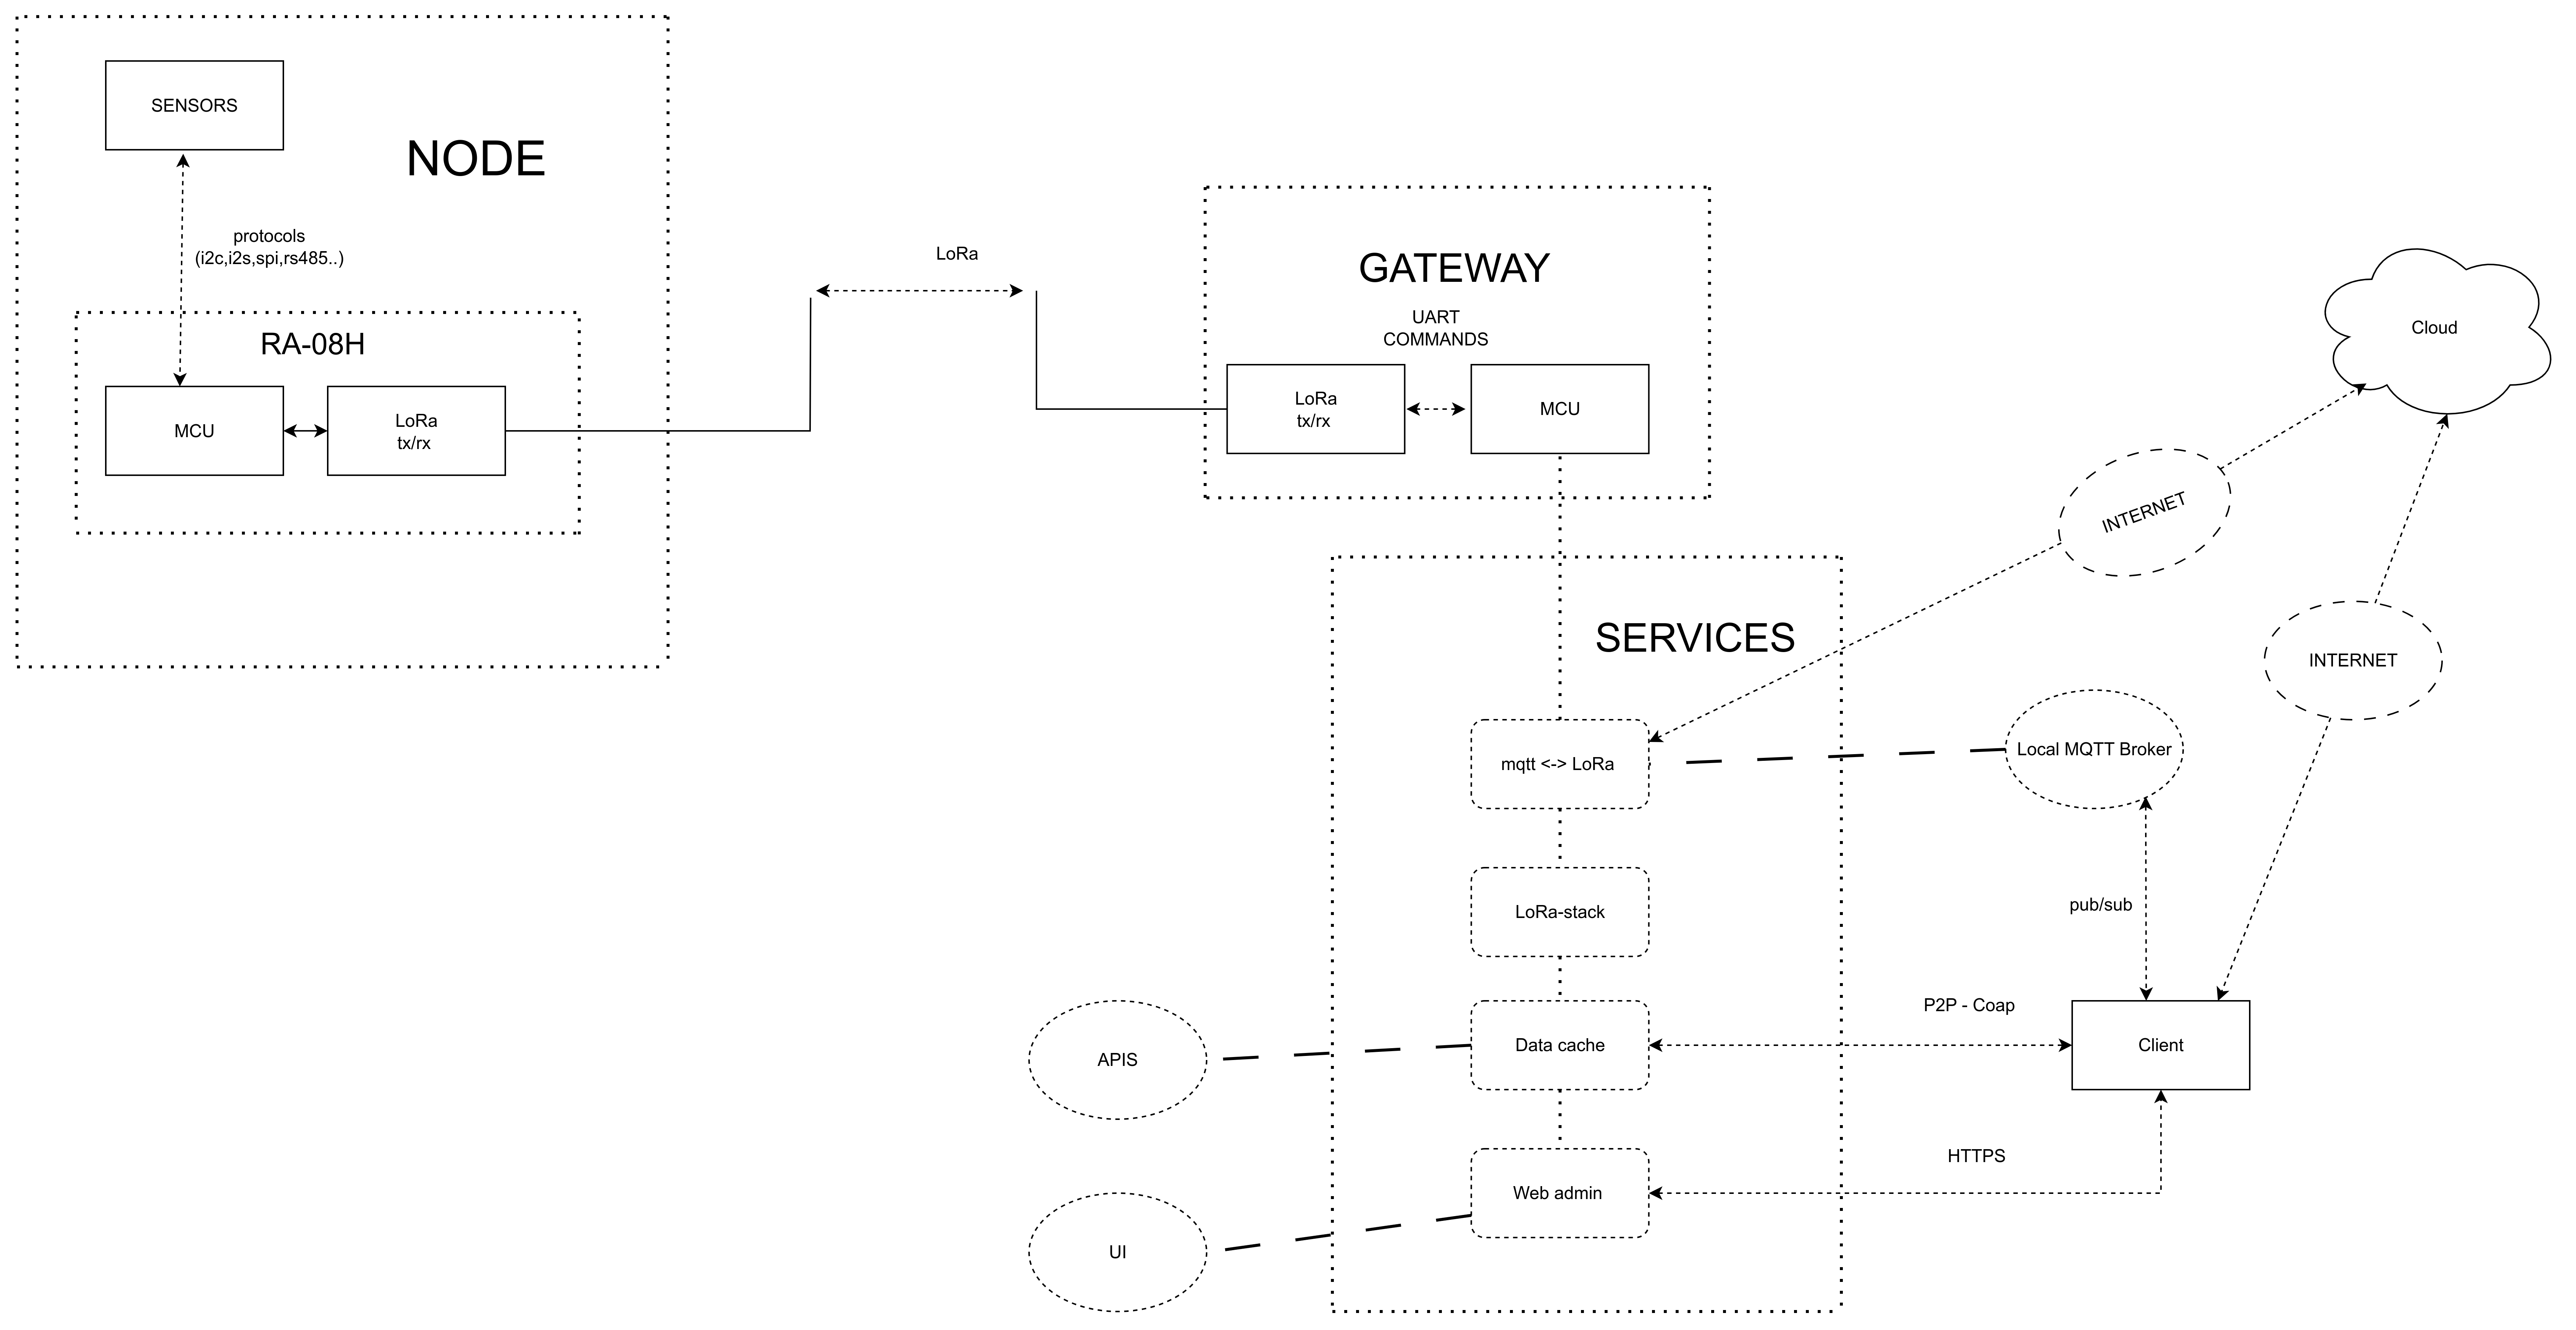 SENSORS
NODE
protocols
(i2c,i2s,spi,rs485..)
RA-08H
MCU
LoRa
tx/rx
LoRa
GATEWAY
UART
COMMANDS
LoRa
tx/rx
MCU
Cloud
INTERNET
INTERNET
SERVICES
mqtt <-> LoRa
Local MQTT Broker
LoRa-stack
pub/sub
P2P - Coap
APIS
Data cache
Client
HTTPS
Web admin
UI